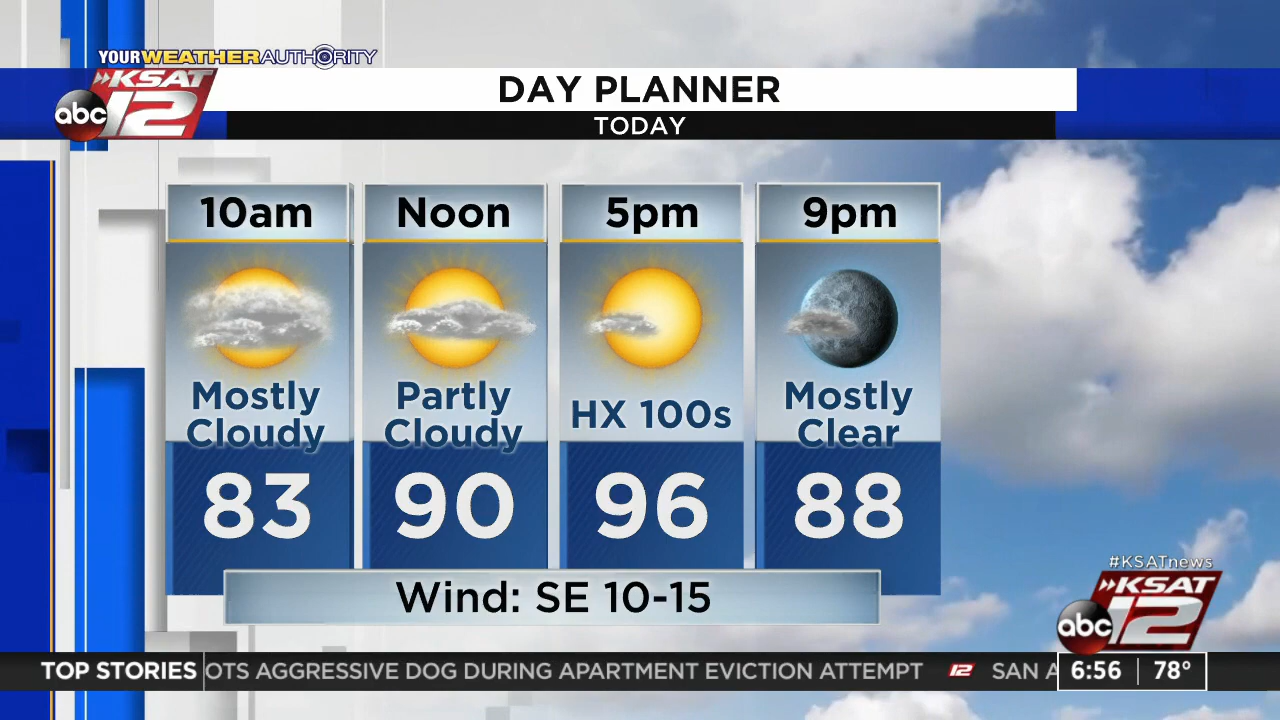 YOURWEATHERAUTHORITY
KSAT
abc 12
DAY PLANNER
TODAY
10am
Noon
5pm
9pm
Mostly
Cloudy
Partly
Cloudy
HX 100s
Mostly
Clear
83
90
96
88
Wind: SE 10-15
#KSATnews
KSAT
abc 12
TOP STORIES OTS AGGRESSIVE DOG DURING APARTMENT EVICTION ATTEMPT 12 SAN A 6:56 78°